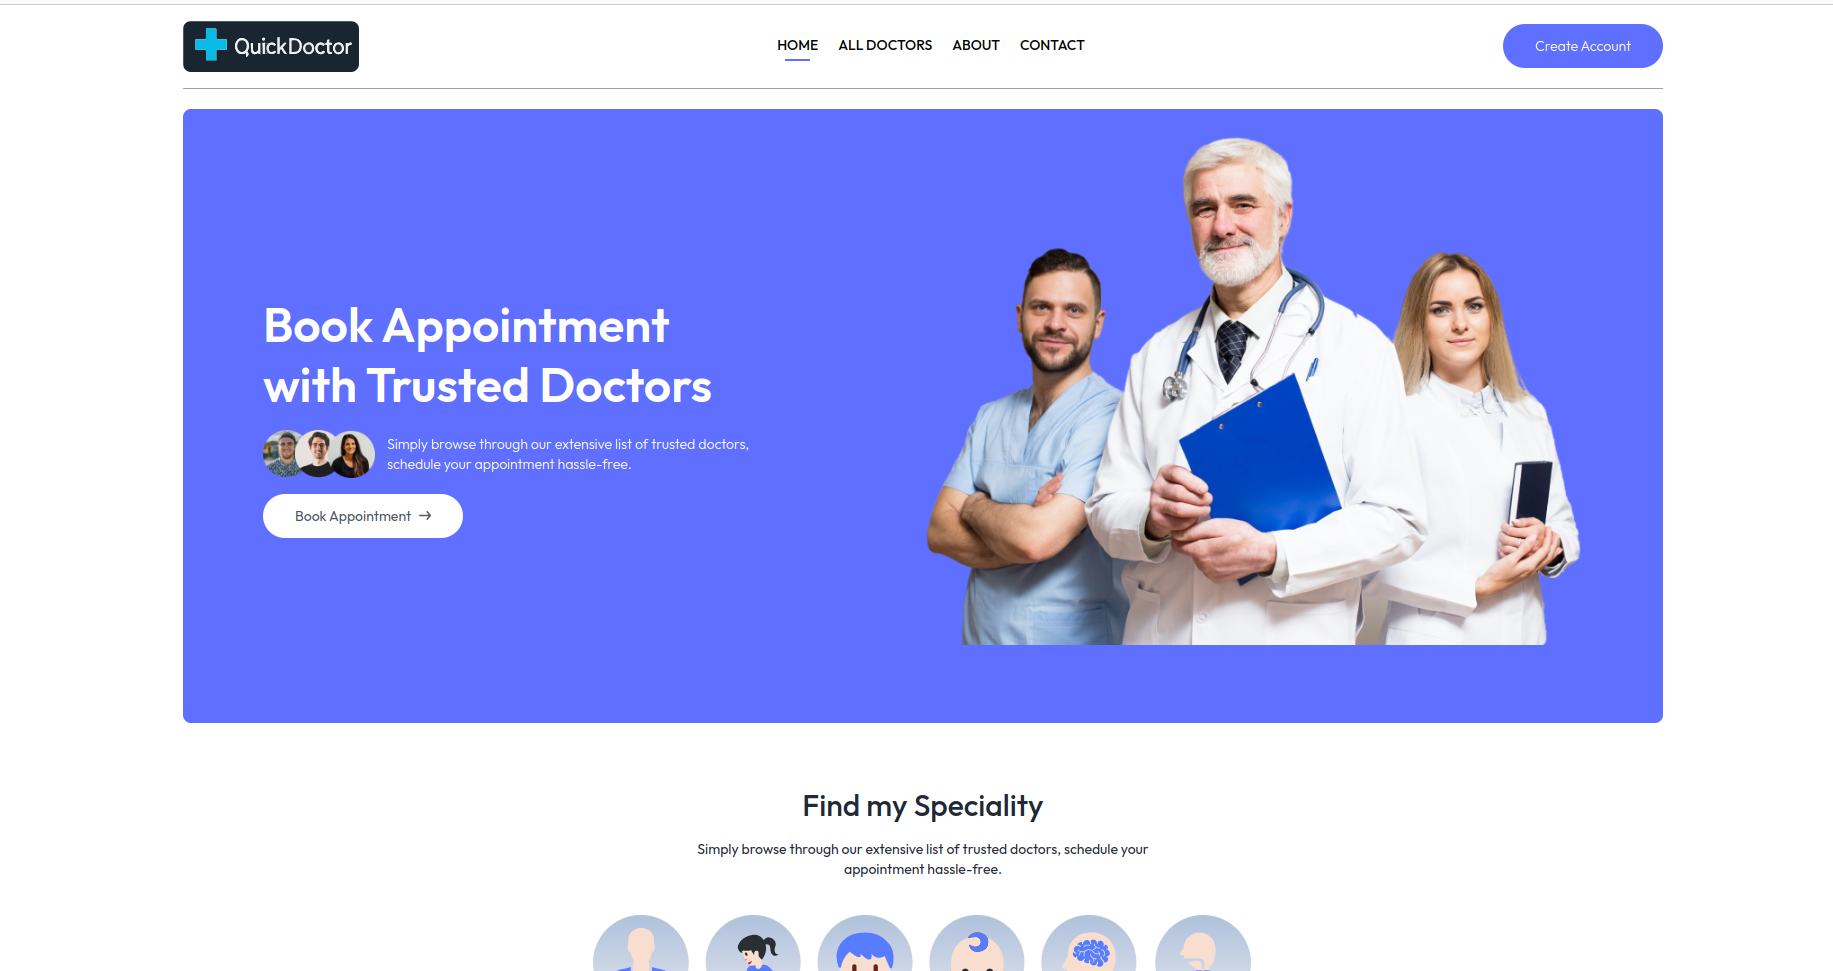 QuickDoctor
HOME
ALL DOCTORS
ABOUT
CONTACT
Create Account
Book Appointment
with Trusted Doctors
Simply browse through our extensive list of trusted doctors,
schedule your appointment hassle-free.
Book Appointment →
Find my Speciality
Simply browse through our extensive list of trusted doctors, schedule your
appointment hassle-free.